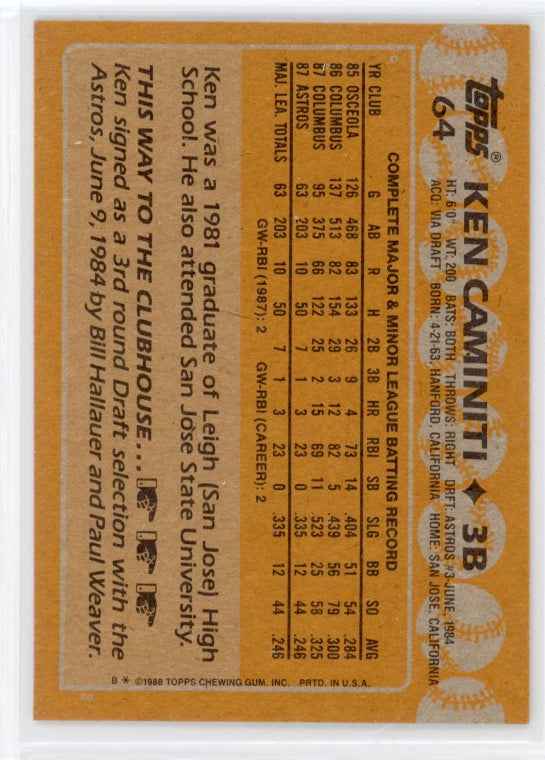 topps® KEN CAMINITI ✦ 3B
64
HT: 6'0" WT: 200 BATS: BOTH THROWS: RIGHT DRFT: ASTROS #3-JUNE, 1984
ACQ: VIA DRAFT BORN: 4-21-63, HANFORD, CALIFORNIA HOME: SAN JOSE, CALIFORNIA
COMPLETE MAJOR & MINOR LEAGUE BATTING RECORD
YR CLUB G AB R H 2B 3B HR RBI SB SLG BB SO AVG
85 OSCEOLA 126 468 83 133 26 9 4 73 14 .404 51 54 .284
86 COLUMBUS 137 513 82 154 29 3 12 82 5 .439 56 79 .300
87 COLUMBUS 95 375 66 122 25 2 15 69 11 .523 25 58 .325
87 ASTROS 63 203 10 50 7 1 3 23 0 .335 12 44 .246
MAJ. LEA. TOTALS 63 203 10 50 7 1 3 23 0 .335 12 44 .246
GW-RBI (1987): 2 GW-RBI (CAREER): 2
Ken was a 1981 graduate of Leigh (San Jose) High
School. He also attended San Jose State University.
THIS WAY TO THE CLUBHOUSE...
Ken signed as a 3rd round Draft selection with the
Astros, June 9, 1984 by Bill Hallauer and Paul Weaver.
B * ©1988 TOPPS CHEWING GUM, INC. PRTD. IN U.S.A.